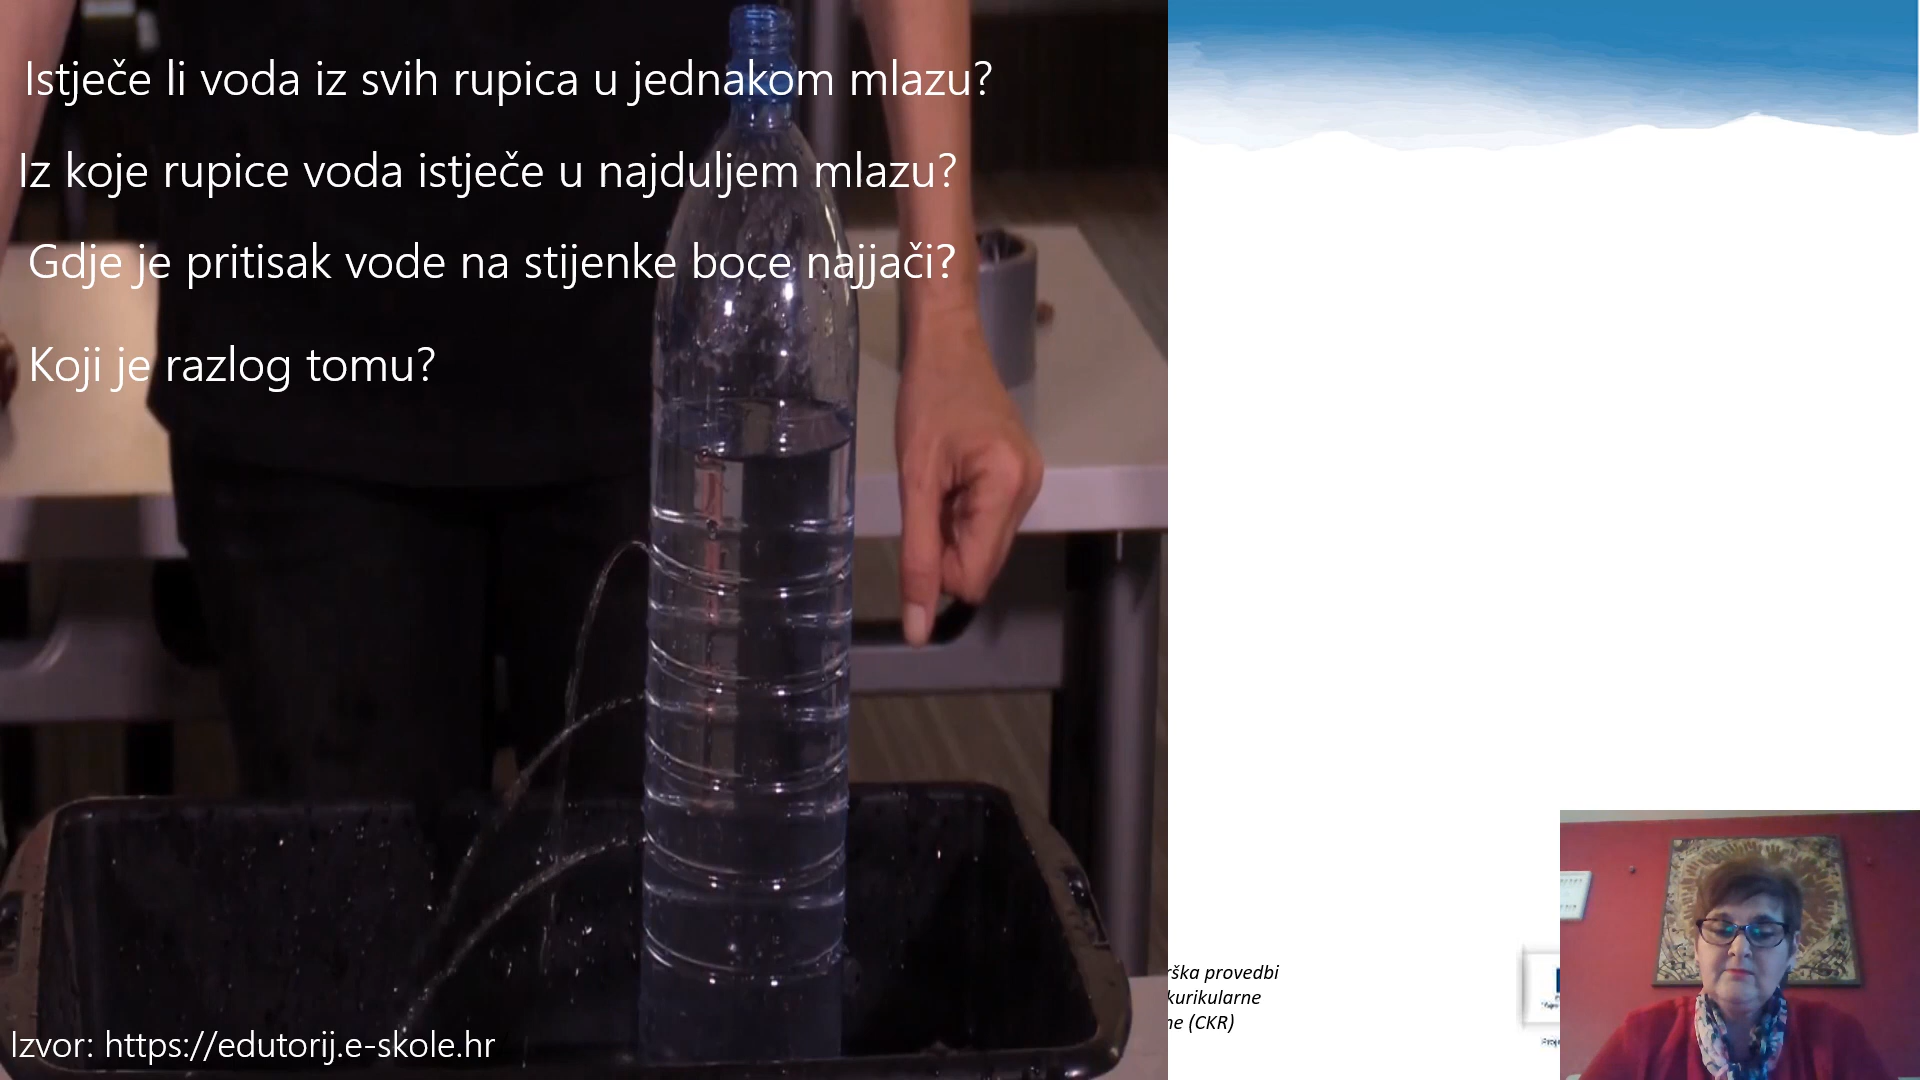 Istječe li voda iz svih rupica u jednakom mlazu?
Iz koje rupice voda istječe u najduljem mlazu?
Gdje je pritisak vode na stijenke boce najjači?
Koji je razlog tomu?
Izvor: https://edutorij.e-skole.hr
rška provedbi
kurikularne
ne (CKR)